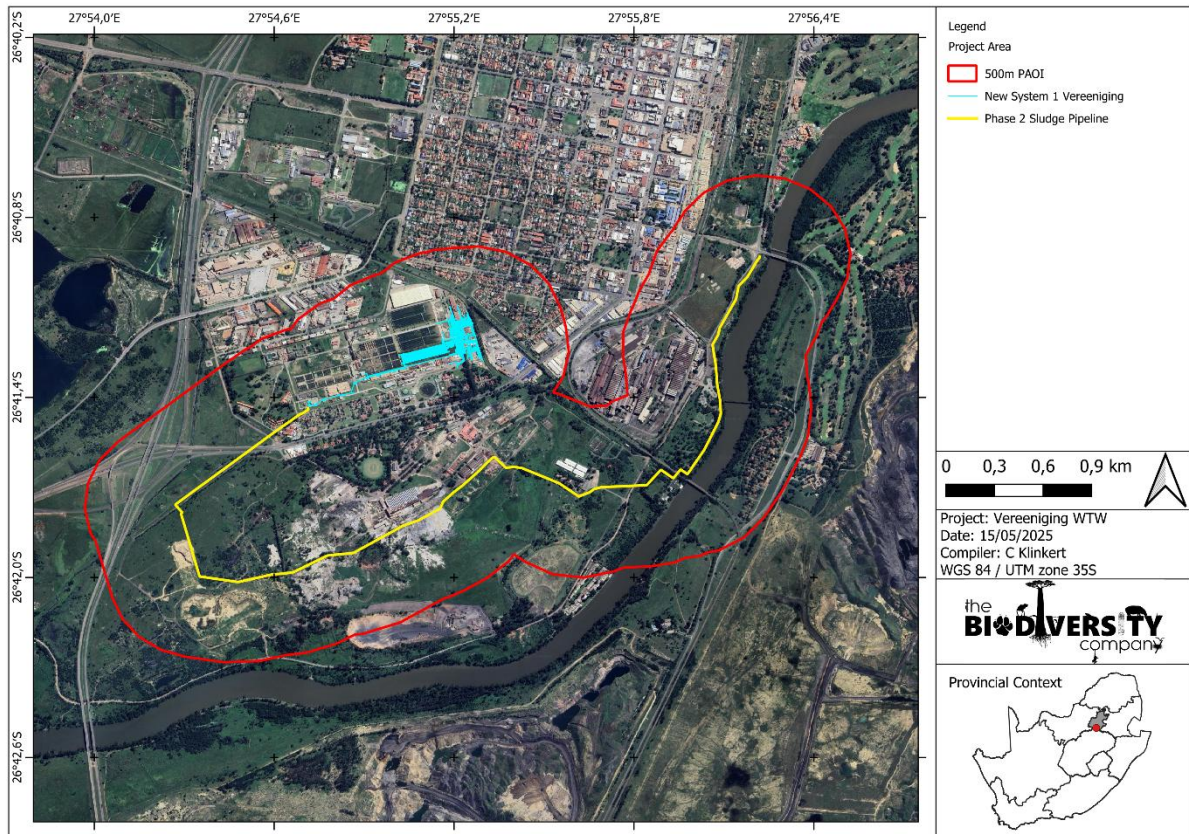 27°54,0'E
27°54,6'E
27°55,2'E
27°55,8'E
27°56,4'E
26°40,2'S
26°40,8'S
26°41,4'S
26°42,0'S
26°42,6'S
Legend
Project Area
500m PAOI
New System 1 Vereeniging
Phase 2 Sludge Pipeline
0 0,3 0,6 0,9 km
Project: Vereeniging WTW
Date: 15/05/2025
Compiler: C Klinkert
WGS 84 / UTM zone 35S
the
BIODIVERSITY
company
Provincial Context